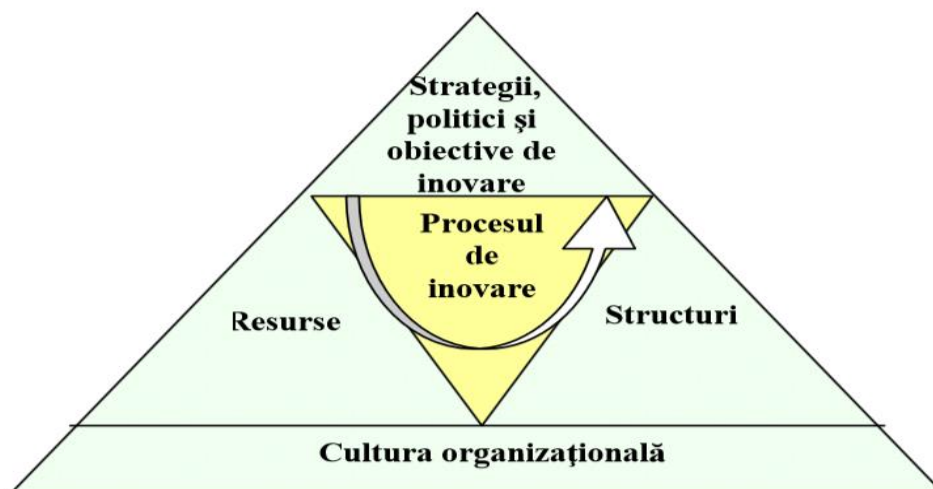 Strategii,
politici şi
obiective de
inovare
Procesul
de
inovare
Resurse
Structuri
Cultura organizaţională